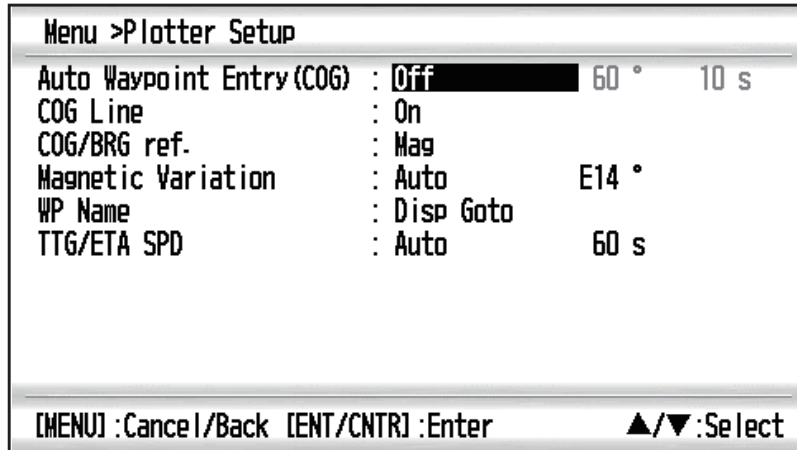 Menu >Plotter Setup
Auto Waypoint Entry(COG) : Off 60 ° 10 s
COG Line : On
COG/BRG ref. : Mag
Magnetic Variation : Auto E14 °
WP Name : Disp Goto
TTG/ETA SPD : Auto 60 s
[MENU]:Cancel/Back [ENT/CNTR]:Enter ▲/▼:Select